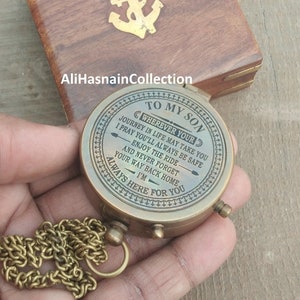 AliHasnainCollection
TO MY SON
WHEREVER YOUR
JOURNEY IN LIFE MAY TAKE YOU
I PRAY YOU'LL ALWAYS BE SAFE
ENJOY THE RIDE
AND NEVER FORGET
YOUR WAY BACK HOME
I'M
ALWAYS HERE FOR YOU